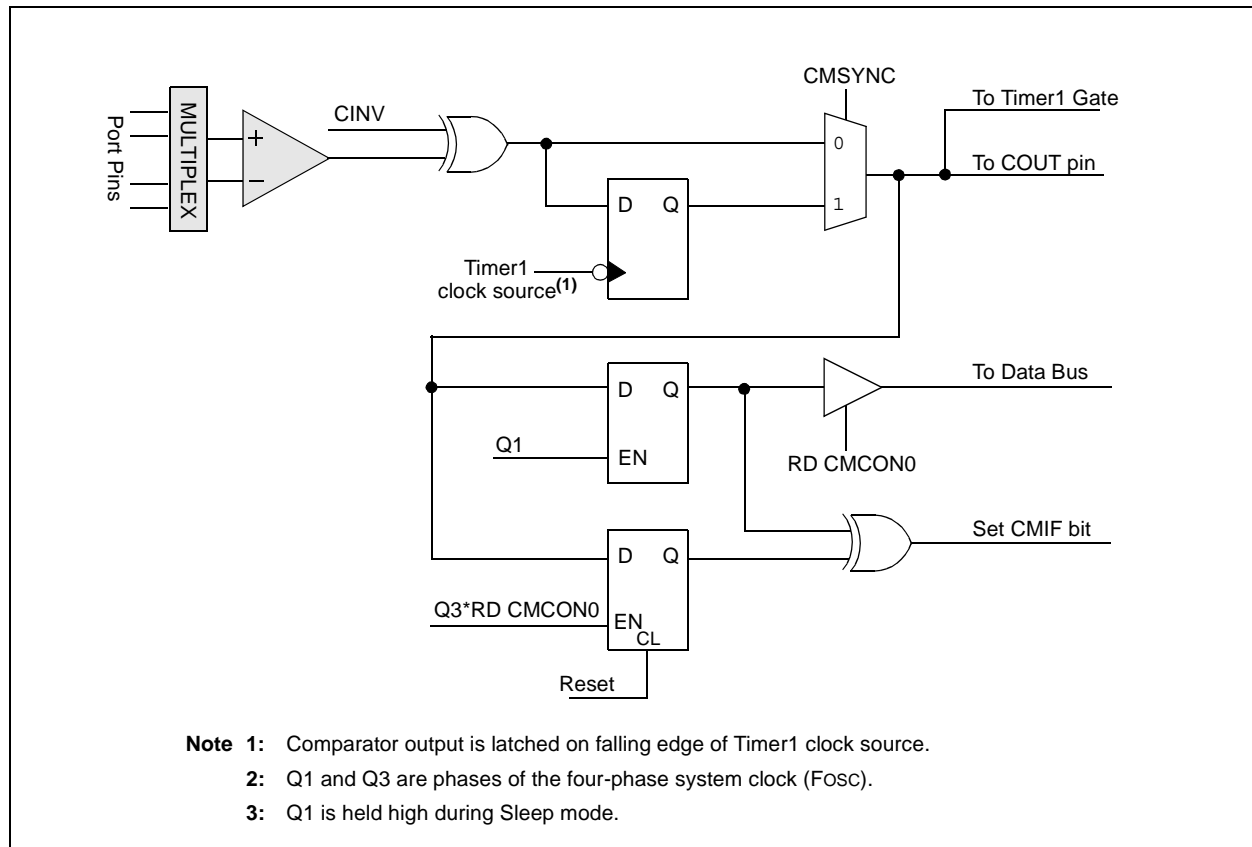 CMSYNC
To Timer1 Gate
Port Pins
MULTIPLEX
+
−
CINV
0
To COUT pin
D Q
1
Timer1
clock source(1)
D Q
To Data Bus
Q1
EN
RD CMCON0
Set CMIF bit
D Q
Q3*RD CMCON0
EN
CL
Reset
Note 1: Comparator output is latched on falling edge of Timer1 clock source.
2: Q1 and Q3 are phases of the four-phase system clock (FOSC).
3: Q1 is held high during Sleep mode.